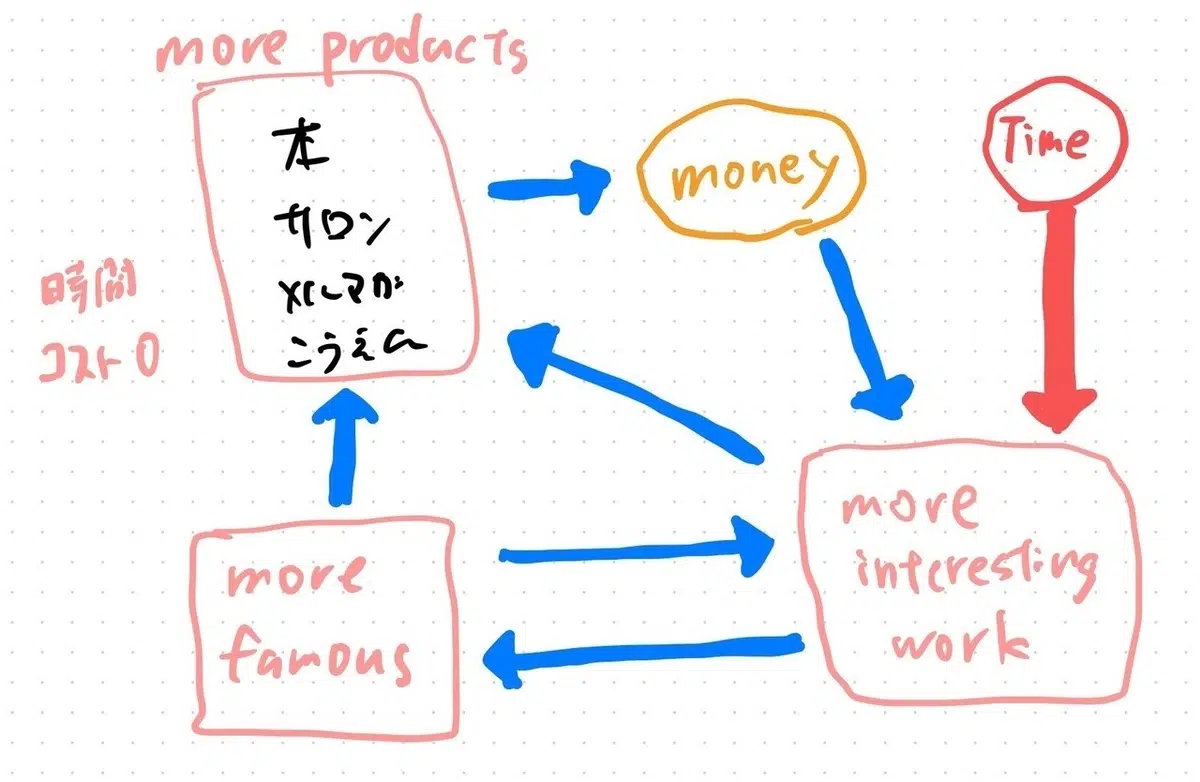 more products
本
サロン
メルマガ
こうえん
時間
コスト0
money
Time
more
famous
more
interesting
work